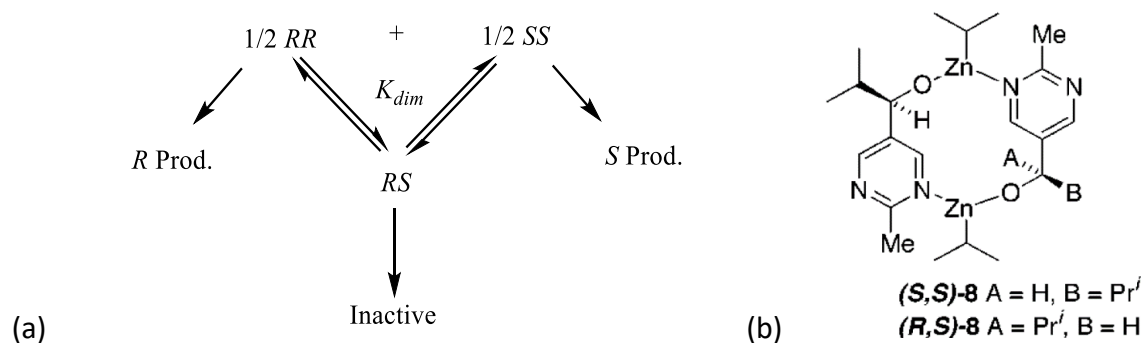 1/2 RR + 1/2 SS
K_dim
R Prod.
S Prod.
RS
Inactive
(a)
Me
Zn
O
N
N
H
A
B
N
N
O
Zn
Me
(S,S)-8 A = H, B = Pr^i
(R,S)-8 A = Pr^i, B = H
(b)